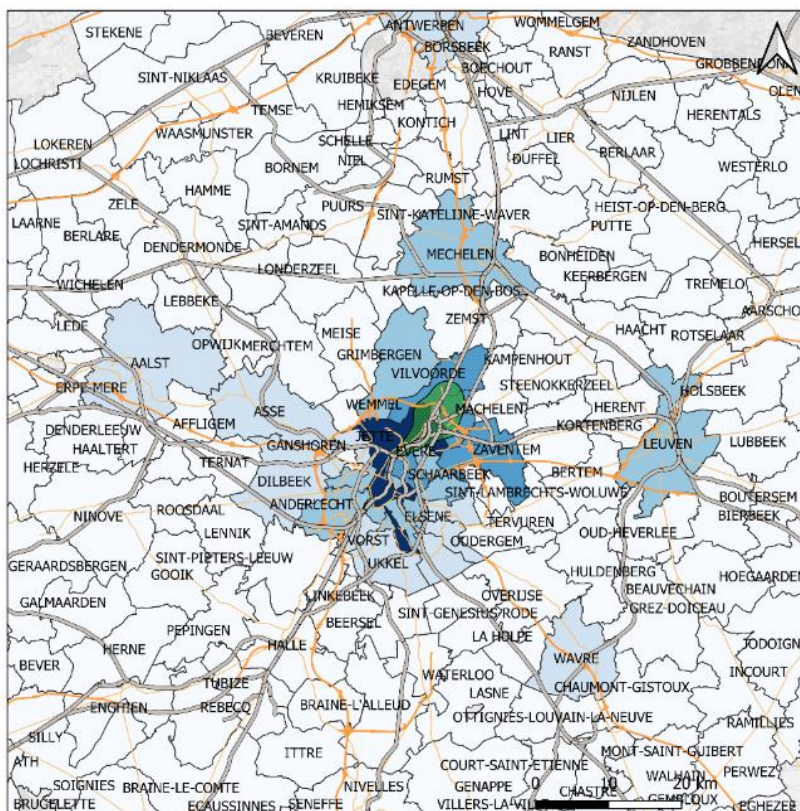 ANTWERPEN
WOMMELGEM
STEKENE
BEVEREN
BORSBEEK
RANST
ZANDHOVEN
SINT-NIKLAAS
KRUIBEKE
EDEGEM
BOECHOUT
GROBBENDON
HEMIKSEM
HOVE
NIJLEN
OLEN
TEMSE
KONTICH
HERENTALS
WAASMUNSTER
SCHELLE
LINT
LIER
LOKEREN
NIEL
BERLAAR
LOCHRISTI
BORNEM
DUFFEL
WESTERLO
HAMME
RUMST
ZELE
PUURS
SINT-KATELIJNE-WAVER
HEIST-OP-DEN-BERG
LAARNE
SINT-AMANDS
PUTTE
BERLARE
HERSEL
DENDERMONDE
MECHELEN
BONHEIDEN
LONDERZEEL
KEERBERGEN
WICHELEN
KAPELLE-OP-DEN-BOS
TREMELO
LEBBEKE
AARSCHO
LEDE
ZEMST
MEISE
HAACHT
ROTSELAAR
OPWIJK
MERCHTEM
AALST
GRIMBERGEN
KAMPENHOUT
VILVOORDE
STEENOKKERZEEL
ERPE-MERE
HOLSBEEK
WEMMEL
MACHELEN
ASSE
HERENT
AFFLIGEM
KORTENBERG
DENDERLEEUW
JETTE
LEUVEN
LUBBEEK
HAALTERT
GANSHOREN
EVERE
ZAVENTEM
HERZELE
TERNAT
SCHAARBEEK
BERTEM
DILBEEK
SINT-LAMBRECHTS-WOLUWE
BOUTERSEM
ROOSDAAL
ANDERLECHT
ELSENE
BIERBEEK
NINOVE
TERVUREN
LENNIK
VORST
OUDERGEM
OUD-HEVERLEE
SINT-PIETERS-LEEUW
UKKEL
GERAARDSBERGEN
GOOIK
HULDENBERG
HOEGAARDEN
BEAUVECHAIN
GALMAARDEN
LINKEBEEK
OVERIJSE
GREZ-DOICEAU
BEERSEL
SINT-GENESIUS-RODE
PEPINGEN
LA HULPE
HERNE
HALLE
WAVRE
JODOIGN
BEVER
WATERLOO
INCOURT
TUBIZE
LASNE
CHAUMONT-GISTOUX
ENGHIEN
REBECQ
BRAINE-L'ALLEUD
OTTIGNIES-LOUVAIN-LA-NEUVE
RAMILLIES
SILLY
ITTRE
MONT-SAINT-GUIBERT
ATH
COURT-SAINT-ETIENNE
WALHAIN
PERWEZ
SOIGNIES
BRAINE-LE-COMTE
NIVELLES
GENAPPE
0 10 20 km
CHASTRE
BRUGELETTE
ECAUSSINNES
SENEFFE
GEMBLOUX
EGHEZEE